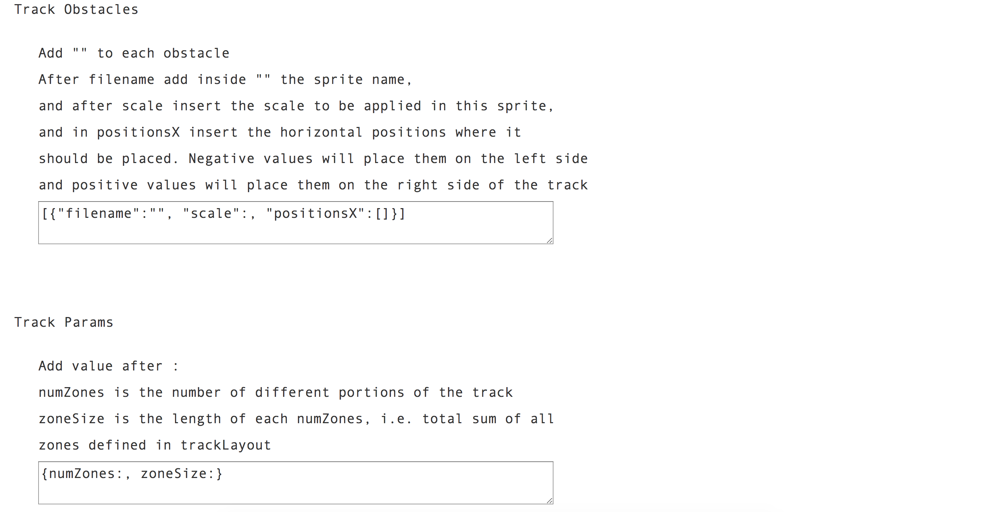 Track Obstacles
Add "" to each obstacle
After filename add inside "" the sprite name,
and after scale insert the scale to be applied in this sprite,
and in positionsX insert the horizontal positions where it
should be placed. Negative values will place them on the left side
and positive values will place them on the right side of the track
[{"filename":"", "scale":, "positionsX":[]}]
Track Params
Add value after :
numZones is the number of different portions of the track
zoneSize is the length of each numZones, i.e. total sum of all
zones defined in trackLayout
{numZones:, zoneSize:}